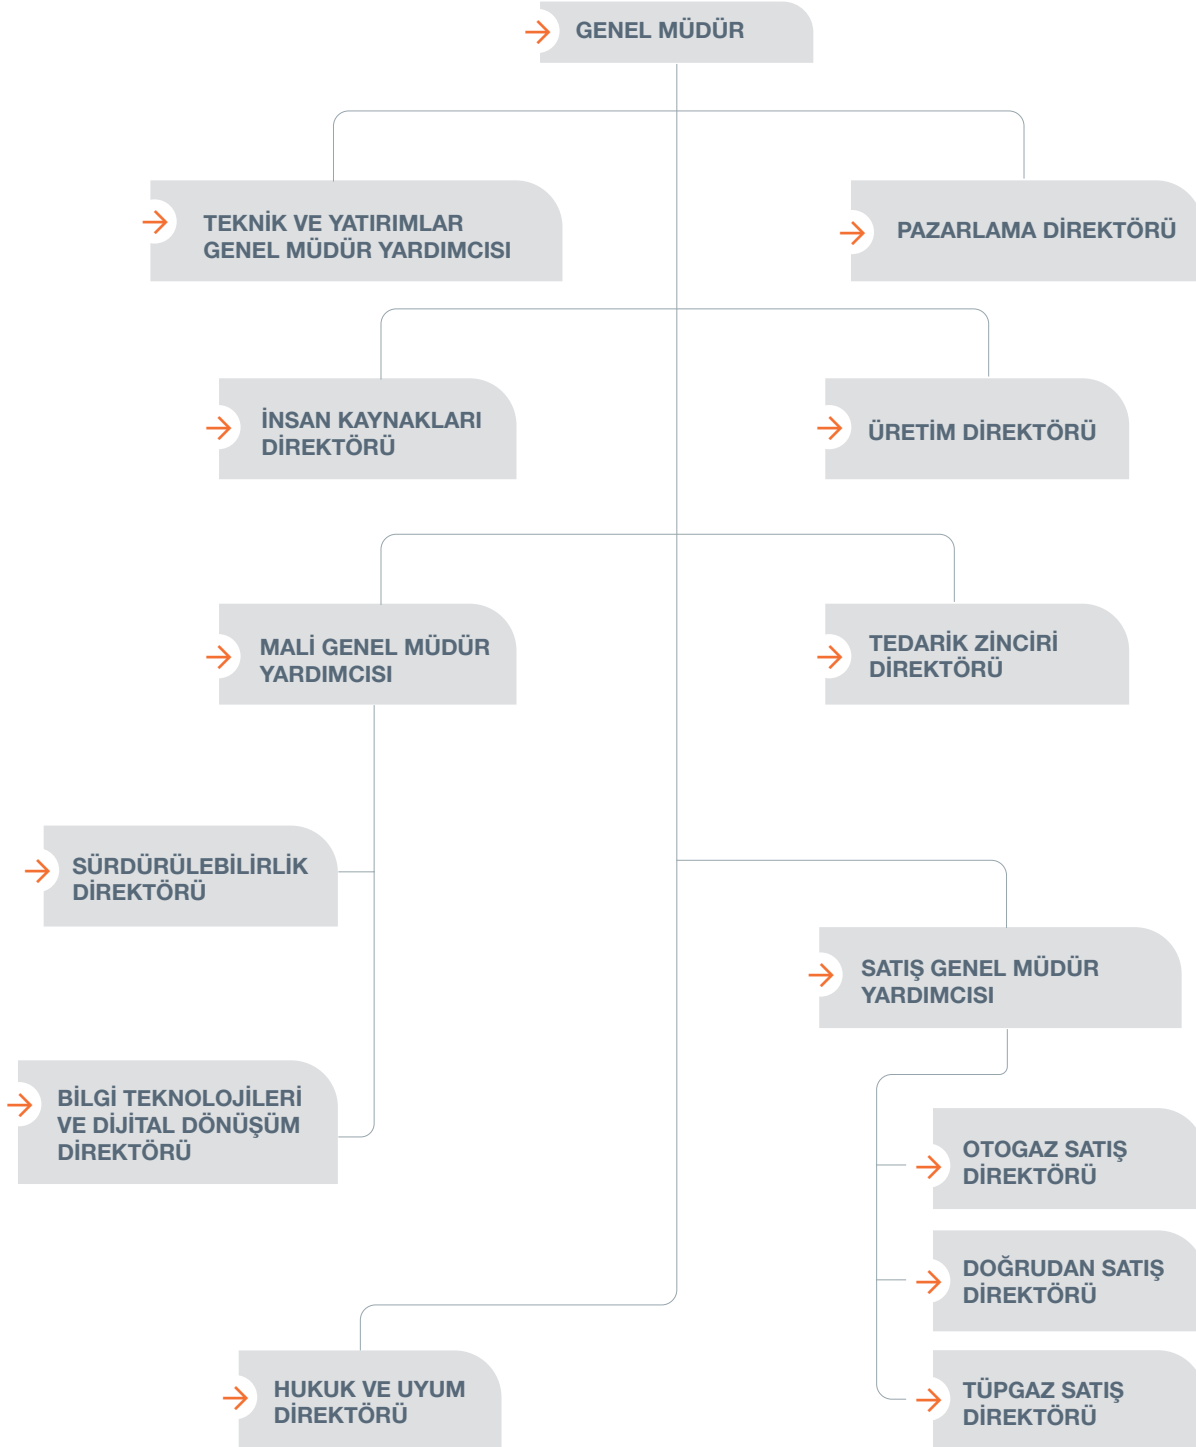 GENEL MÜDÜR
TEKNİK VE YATIRIMLAR
GENEL MÜDÜR YARDIMCISI
PAZARLAMA DİREKTÖRÜ
İNSAN KAYNAKLARI
DİREKTÖRÜ
ÜRETİM DİREKTÖRÜ
MALİ GENEL MÜDÜR
YARDIMCISI
TEDARİK ZİNCİRİ
DİREKTÖRÜ
SÜRDÜRÜLEBİLİRLİK
DİREKTÖRÜ
SATIŞ GENEL MÜDÜR
YARDIMCISI
BİLGİ TEKNOLOJİLERİ
VE DİJİTAL DÖNÜŞÜM
DİREKTÖRÜ
OTOGAZ SATIŞ
DİREKTÖRÜ
DOĞRUDAN SATIŞ
DİREKTÖRÜ
HUKUK VE UYUM
DİREKTÖRÜ
TÜPGAZ SATIŞ
DİREKTÖRÜ